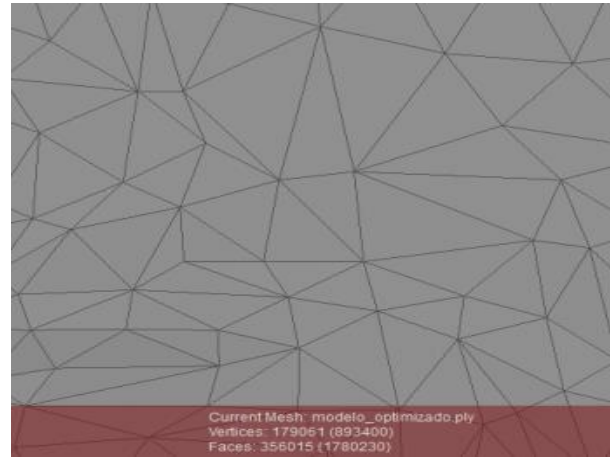 Current Mesh: modelo_optimizado.ply
Vertices: 179061 (893400)
Faces: 356015 (1780230)